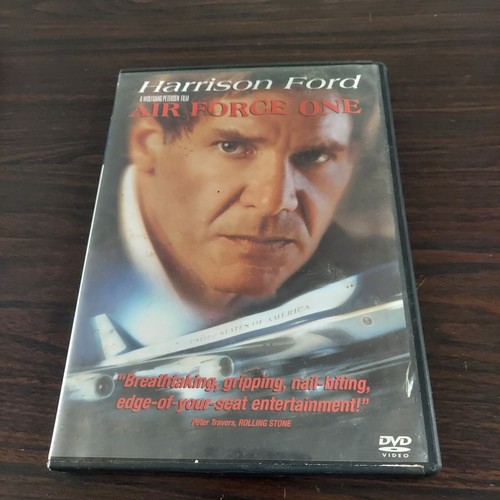 Harrison Ford
A WOLFGANG PETERSEN FILM
AIR FORCE ONE
UNITED STATES OF AMERICA
"Breathtaking, gripping, nail-biting,
edge-of-your-seat entertainment!"
Peter Travers, ROLLING STONE
DVD
VIDEO